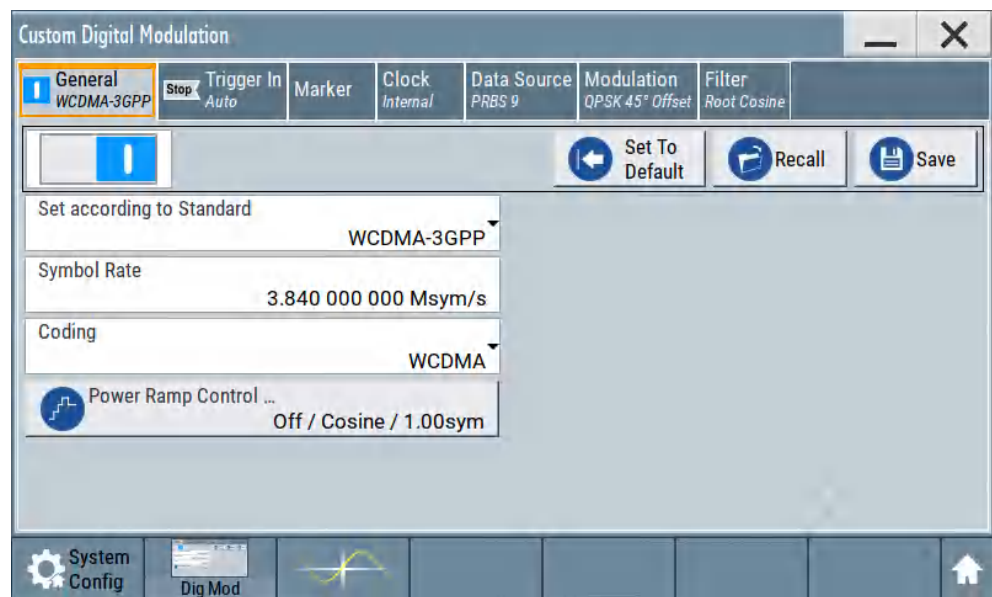 Custom Digital Modulation
General
WCDMA-3GPP
Stop
Trigger In
Auto
Marker
Clock
Internal
Data Source
PRBS 9
Modulation
QPSK 45° Offset
Filter
Root Cosine
Set To
Default
Recall
Save
Set according to Standard
WCDMA-3GPP
Symbol Rate
3.840 000 000 Msym/s
Coding
WCDMA
Power Ramp Control ...
Off / Cosine / 1.00sym
System
Config
Dig Mod